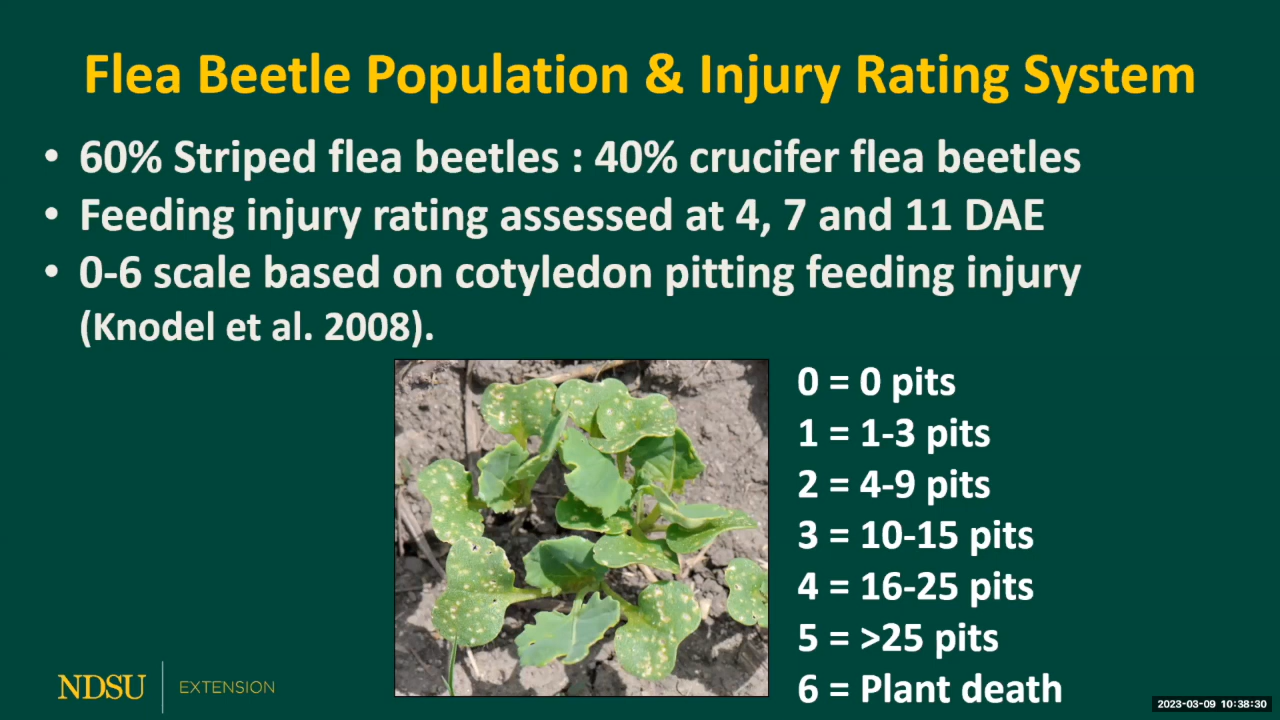 Flea Beetle Population & Injury Rating System
• 60% Striped flea beetles : 40% crucifer flea beetles
• Feeding injury rating assessed at 4, 7 and 11 DAE
• 0-6 scale based on cotyledon pitting feeding injury
(Knodel et al. 2008).
0 = 0 pits
1 = 1-3 pits
2 = 4-9 pits
3 = 10-15 pits
4 = 16-25 pits
5 = >25 pits
6 = Plant death
NDSU EXTENSION
2023-03-09 10:38:30